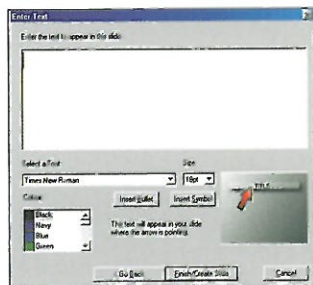 Enter Text
Enter the text to appear in this slide
Select a Font
Size
Times New Roman
18pt
Colour
Insert Bullet
Insert Symbol
Black
Navy
Blue
Green
The text will appear in your slide
where the arrow is pointing.
TITLE
Go Back
Finish/Create Slide
Cancel